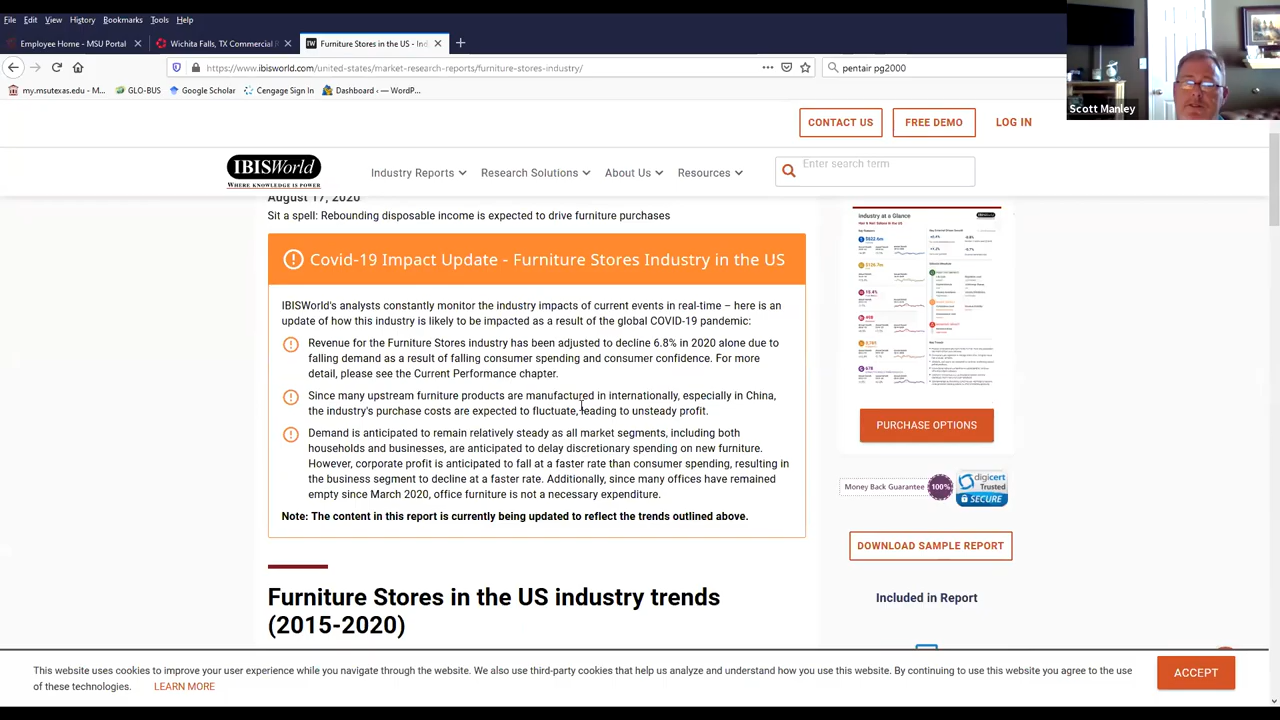 File Edit View History Bookmarks Tools Help
Employee Home - MSU Portal
Wichita Falls, TX Commercial
Furniture Stores in the US - Ind
https://www.ibisworld.com/united-states/market-research-reports/furniture-stores-industry/
pentair pg2000
my.msutexas.edu - M... GLO-BUS Google Scholar Cengage Sign In Dashboard ‹ — WordP...
Scott Manley
CONTACT US
FREE DEMO
LOG IN
IBISWorld
WHERE KNOWLEDGE IS POWER
Industry Reports
Research Solutions
About Us
Resources
Enter search term
August 17, 2020
Sit a spell: Rebounding disposable income is expected to drive furniture purchases
Covid-19 Impact Update - Furniture Stores Industry in the US
IBISWorld's analysts constantly monitor the industry impacts of current events in real-time – here is an
update of how this industry is likely to be impacted as a result of the global COVID-19 pandemic:
Revenue for the Furniture Stores industry has been adjusted to decline 6.8% in 2020 alone due to
falling demand as a result of falling consumer spending and consumer confidence. For more
detail, please see the Current Performance chapter.
Since many upstream furniture products are manufactured in internationally, especially in China,
the industry's purchase costs are expected to fluctuate, leading to unsteady profit.
Demand is anticipated to remain relatively steady as all market segments, including both
households and businesses, are anticipated to delay discretionary spending on new furniture.
However, corporate profit is anticipated to fall at a faster rate than consumer spending, resulting in
the business segment to decline at a faster rate. Additionally, since many offices have remained
empty since March 2020, office furniture is not a necessary expenditure.
Note: The content in this report is currently being updated to reflect the trends outlined above.
Furniture Stores in the US industry trends
(2015-2020)
Industry at a Glance
PURCHASE OPTIONS
Money Back Guarantee 100%
digicert
Trusted
SECURE
DOWNLOAD SAMPLE REPORT
Included in Report
This website uses cookies to improve your user experience while you navigate through the website. We also use third-party cookies that help us analyze and understand how you use this website. By continuing to use this website you agree to the use
of these technologies. LEARN MORE
ACCEPT